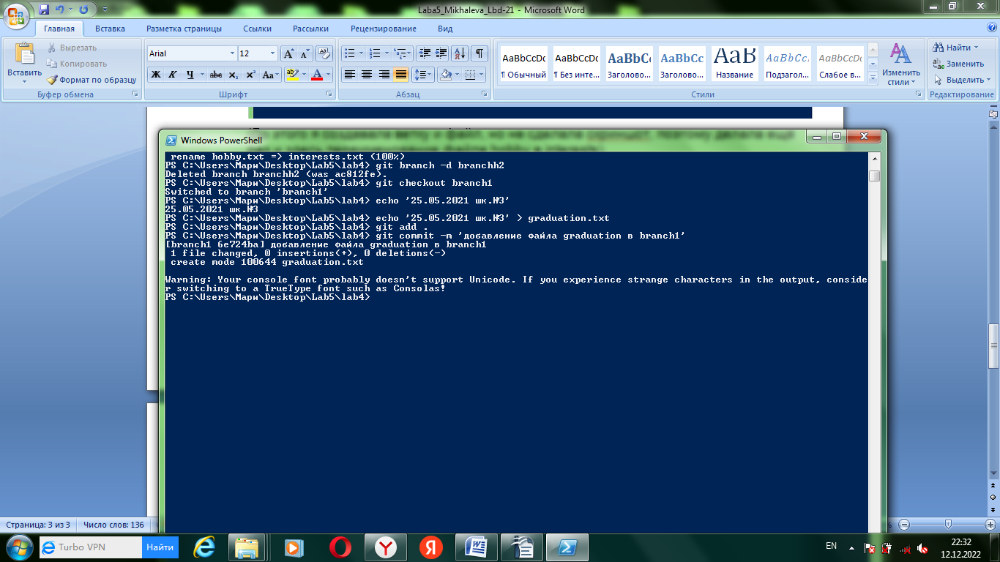 Laba5_Mikhaleva_Lbd-21 - Microsoft Word
Главная Вставка Разметка страницы Ссылки Рассылки Рецензирование Вид
Вставить
Вырезать
Копировать
Формат по образцу
Буфер обмена
Arial 12
Ж К Ч abc x₂ x² Aa
Шрифт
Абзац
AaBbCcDc AaBbCcDc AaBbCc AaBbCc AaB AaBbCc. AaBbCcDc
¶ Обычный ¶ Без инте... Заголово... Заголово... Название Подзагол... Слабое в...
Изменить стили
Стили
Найти
Заменить
Выделить
Редактирование
Windows PowerShell
rename hobby.txt => interests.txt (100%)
PS C:\Users\Мари\Desktop\Lab5\lab4> git branch -d branchh2
Deleted branch branchh2 (was ac812fe).
PS C:\Users\Мари\Desktop\Lab5\lab4> git checkout branch1
Switched to branch 'branch1'
PS C:\Users\Мари\Desktop\Lab5\lab4> echo '25.05.2021 шк.№3'
25.05.2021 шк.№3
PS C:\Users\Мари\Desktop\Lab5\lab4> echo '25.05.2021 шк.№3' > graduation.txt
PS C:\Users\Мари\Desktop\Lab5\lab4> git add .
PS C:\Users\Мари\Desktop\Lab5\lab4> git commit -m 'добавление файла graduation в branch1'
[branch1 6e724ba] добавление файла graduation в branch1
1 file changed, 0 insertions(+), 0 deletions(-)
create mode 100644 graduation.txt
Warning: Your console font probably doesn't support Unicode. If you experience strange characters in the output, conside
r switching to a TrueType font such as Consolas!
PS C:\Users\Мари\Desktop\Lab5\lab4>
Страница: 3 из 3 Число слов: 136
Turbo VPN Найти
EN
22:32
12.12.2022